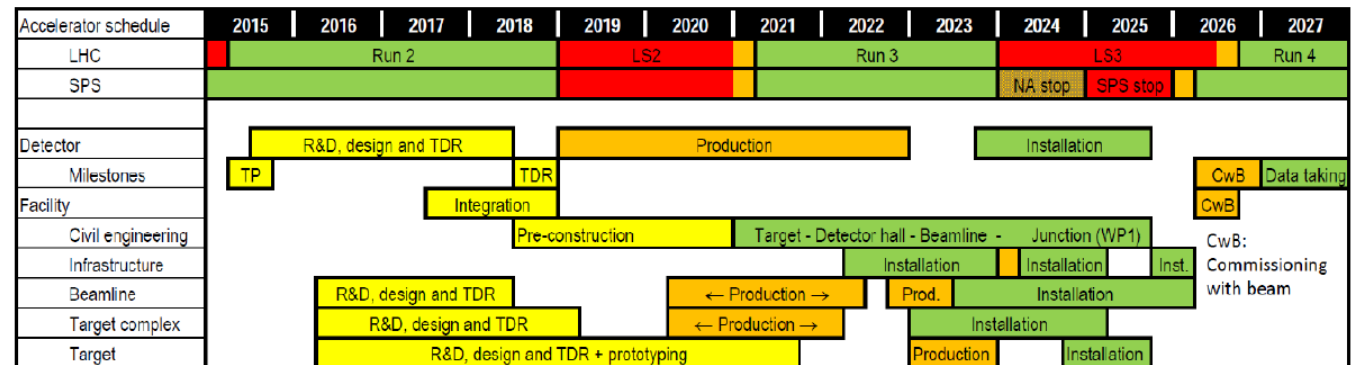 Accelerator schedule 2015 2016 2017 2018 2019 2020 2021 2022 2023 2024 2025 2026 2027
LHC Run 2 LS2 Run 3 LS3 Run 4
SPS NA stop SPS stop
Detector R&D, design and TDR Production Installation
Milestones TP TDR CwB Data taking
Facility Integration CwB
Civil engineering Pre-construction Target - Detector hall - Beamline - Junction (WP1)
CwB:
Infrastructure Installation Installation Inst. Commissioning
Beamline R&D, design and TDR ← Production → Prod. Installation with beam
Target complex R&D, design and TDR ← Production → Installation
Target R&D, design and TDR + prototyping Production Installation